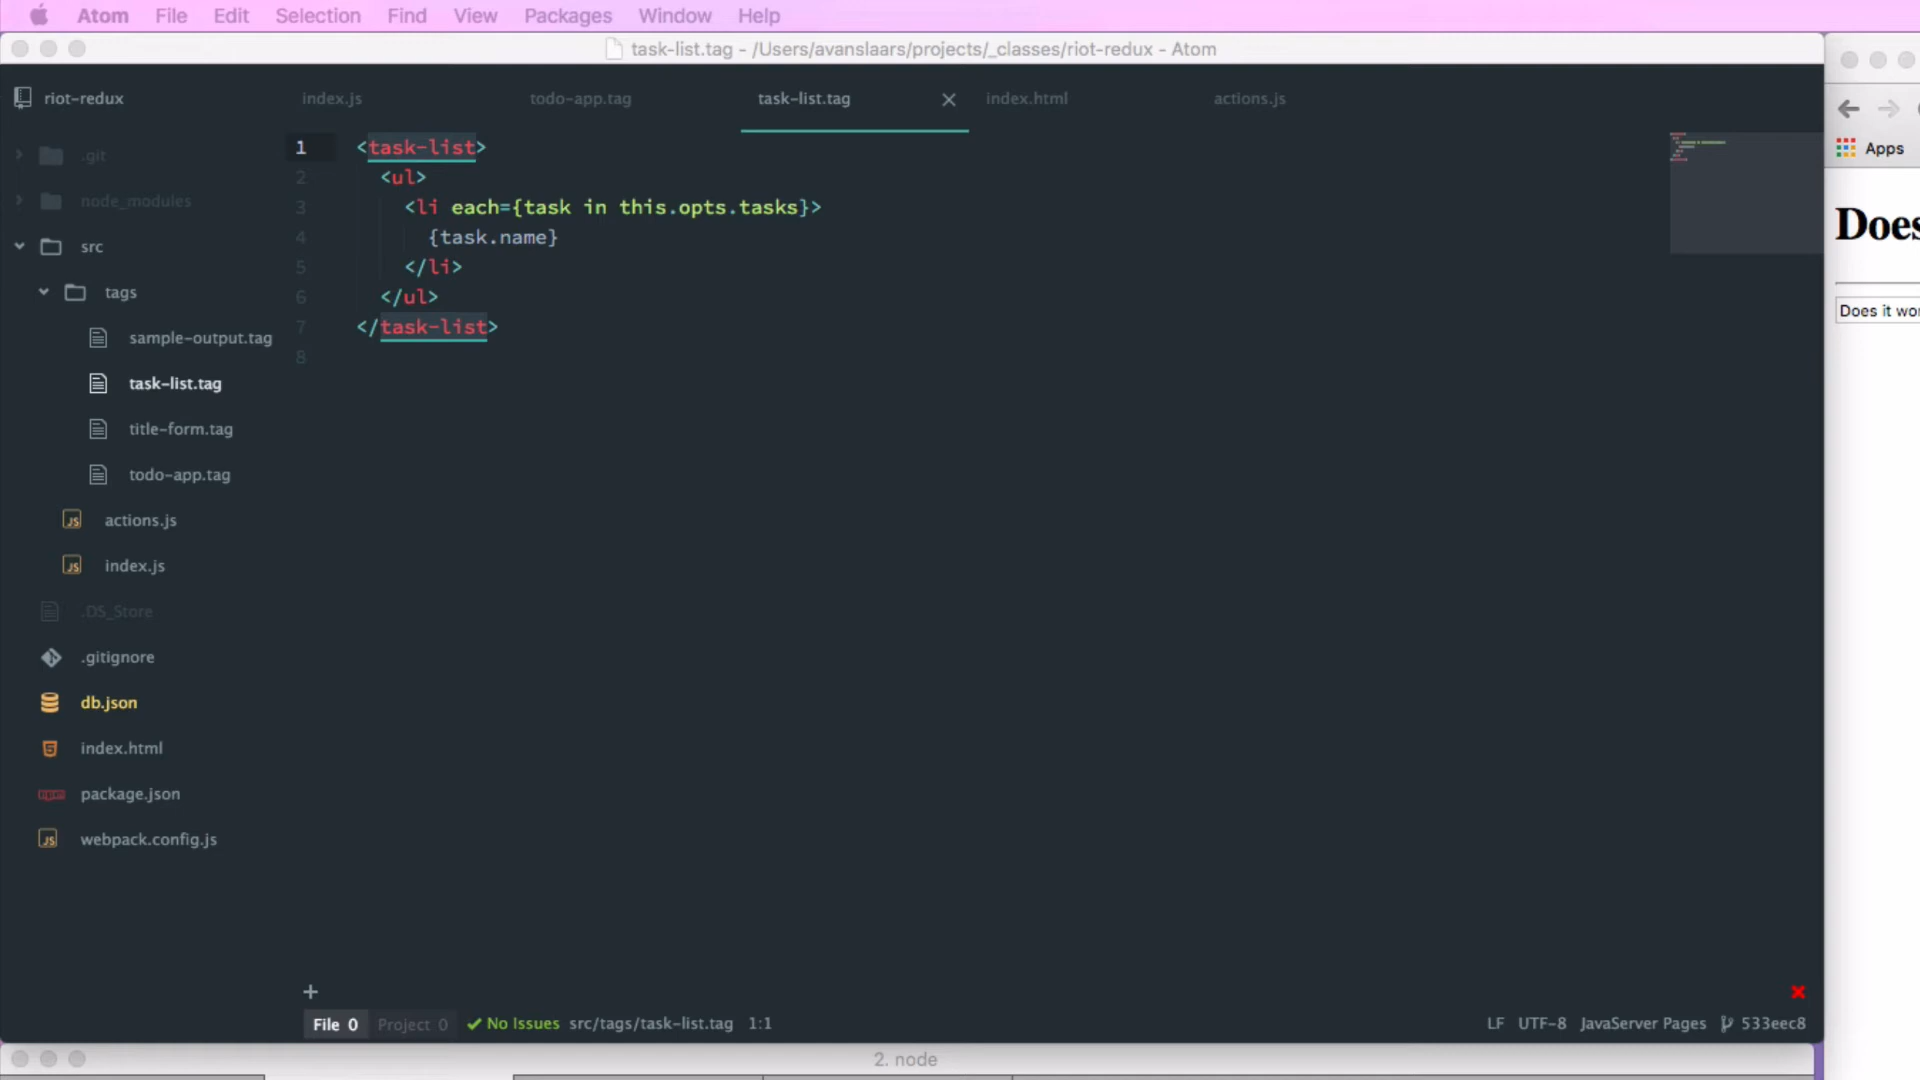 Atom File Edit Selection Find View Packages Window Help
task-list.tag - /Users/avanslaars/projects/_classes/riot-redux - Atom
riot-redux
index.js todo-app.tag task-list.tag index.html actions.js
.git
node_modules
src
tags
sample-output.tag
task-list.tag
title-form.tag
todo-app.tag
actions.js
index.js
.DS_Store
.gitignore
db.json
index.html
package.json
webpack.config.js
1 <task-list>
2 <ul>
3 <li each={task in this.opts.tasks}>
4 {task.name}
5 </li>
6 </ul>
7 </task-list>
8
File 0 Project 0 No Issues src/tags/task-list.tag 1:1
LF UTF-8 JavaServer Pages 533eec8
2. node
Apps
Does
Does it wor